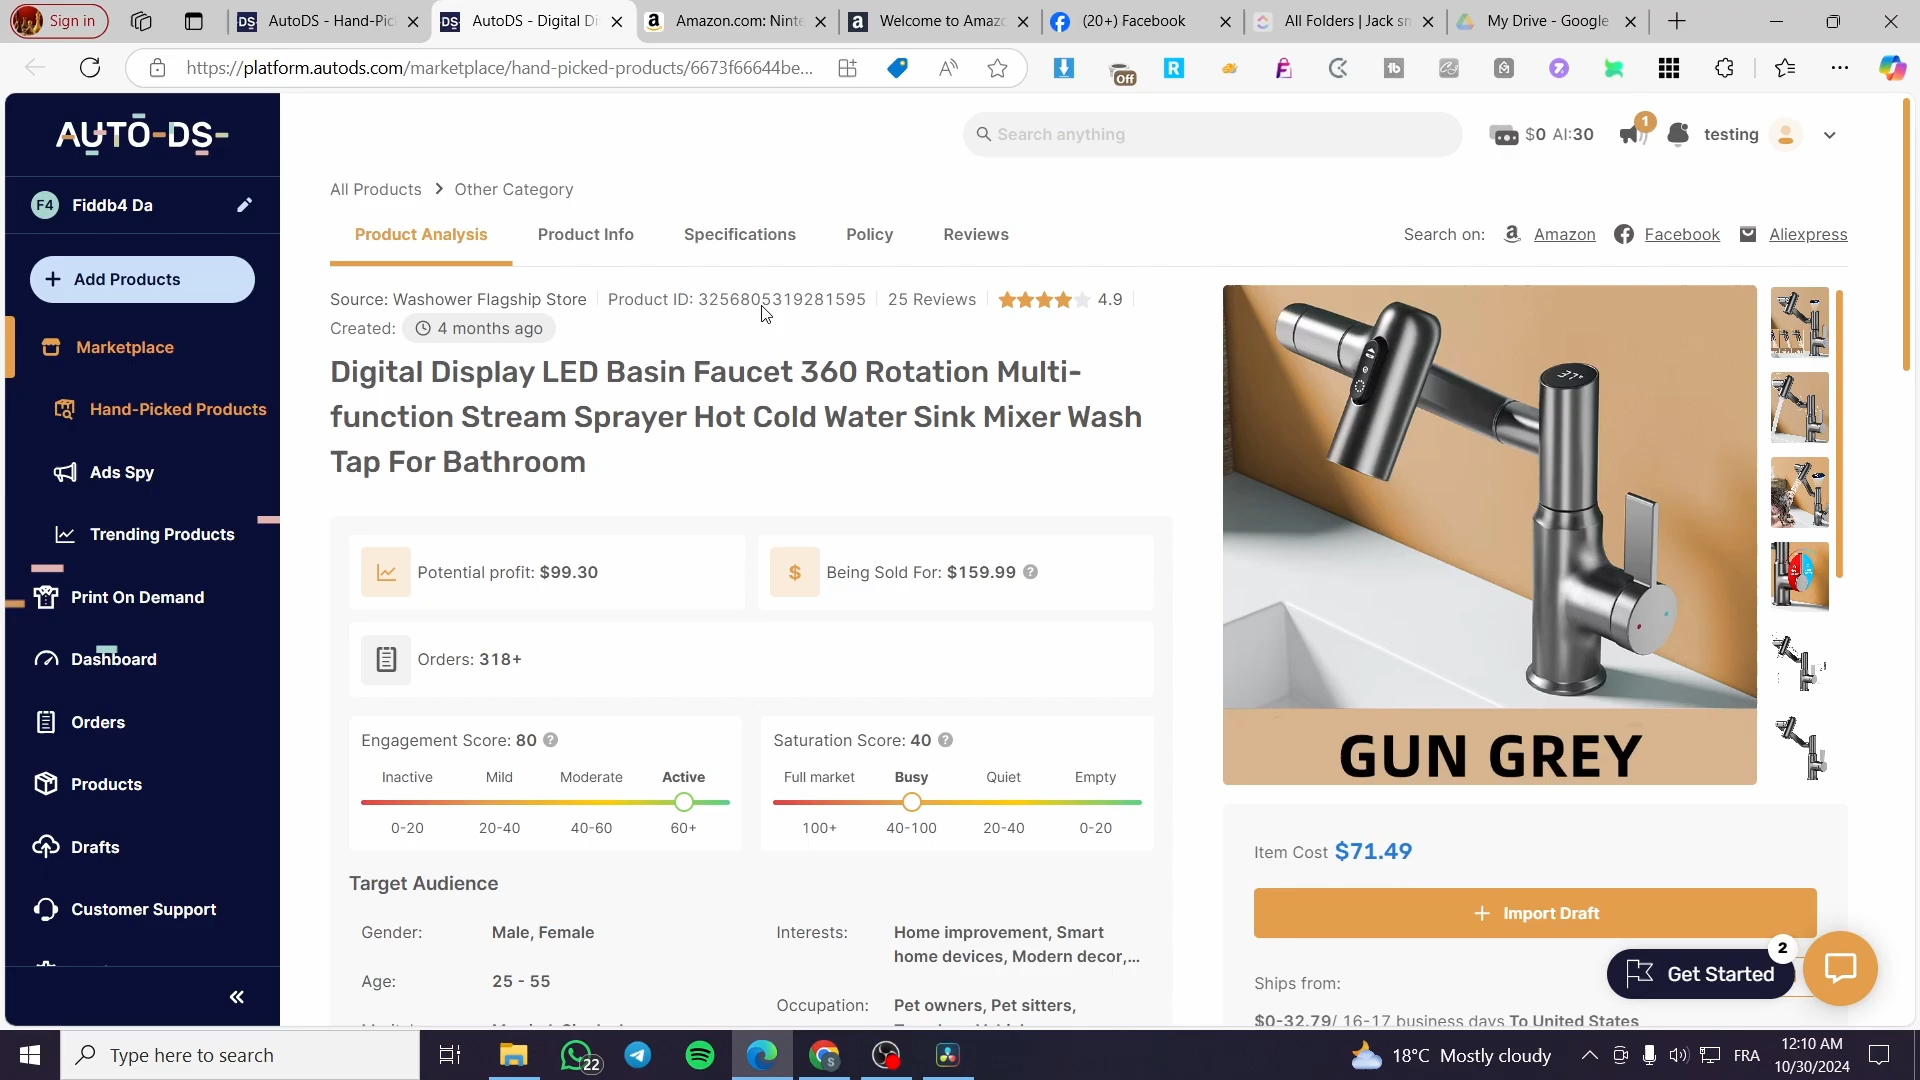 Sign in
AutoDS - Hand-Pic
AutoDS - Digital Di
Amazon.com: Ninte
Welcome to Amazo
(20+) Facebook
All Folders | Jack sm
My Drive - Google
https://platform.autods.com/marketplace/hand-picked-products/6673f66644be...
Off
AUTO-DS-
Search anything
$0 AI:30
1
testing
F4
Fiddb4 Da
All Products > Other Category
Product Analysis
Product Info
Specifications
Policy
Reviews
Search on:
Amazon
Facebook
Aliexpress
+ Add Products
Marketplace
Hand-Picked Products
Ads Spy
Trending Products
Print On Demand
Dashboard
Orders
Products
Drafts
Customer Support
Source: Washower Flagship Store
Product ID: 3256805319281595
25 Reviews
4.9
Created: 4 months ago
Digital Display LED Basin Faucet 360 Rotation Multi-
function Stream Sprayer Hot Cold Water Sink Mixer Wash
Tap For Bathroom
Potential profit: $99.30
Being Sold For: $159.99
Orders: 318+
Engagement Score: 80
Inactive Mild Moderate Active
0-20 20-40 40-60 60+
Saturation Score: 40
Full market Busy Quiet Empty
100+ 40-100 20-40 0-20
Target Audience
Gender: Male, Female
Age: 25 - 55
Interests: Home improvement, Smart
home devices, Modern decor,...
Occupation: Pet owners, Pet sitters,
37°
GUN GREY
Item Cost $71.49
+ Import Draft
2
Get Started
Ships from:
$0-32.79/ 16-17 business days To United States
Type here to search
22
18°C Mostly cloudy
FRA
12:10 AM
10/30/2024